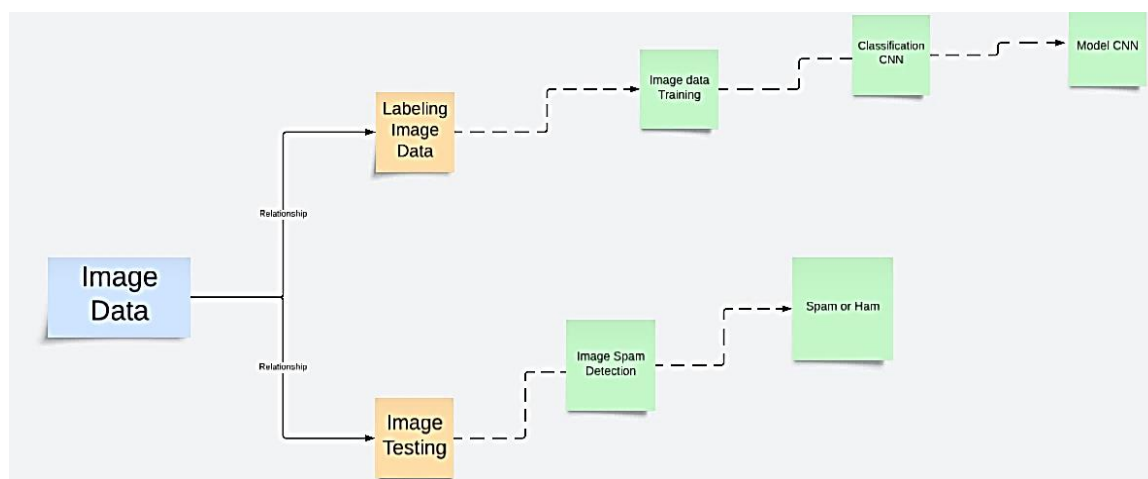 Image
Data
Relationship
Relationship
Labeling
Image
Data
Image data
Training
Classification
CNN
Model CNN
Image
Testing
Image Spam
Detection
Spam or Ham